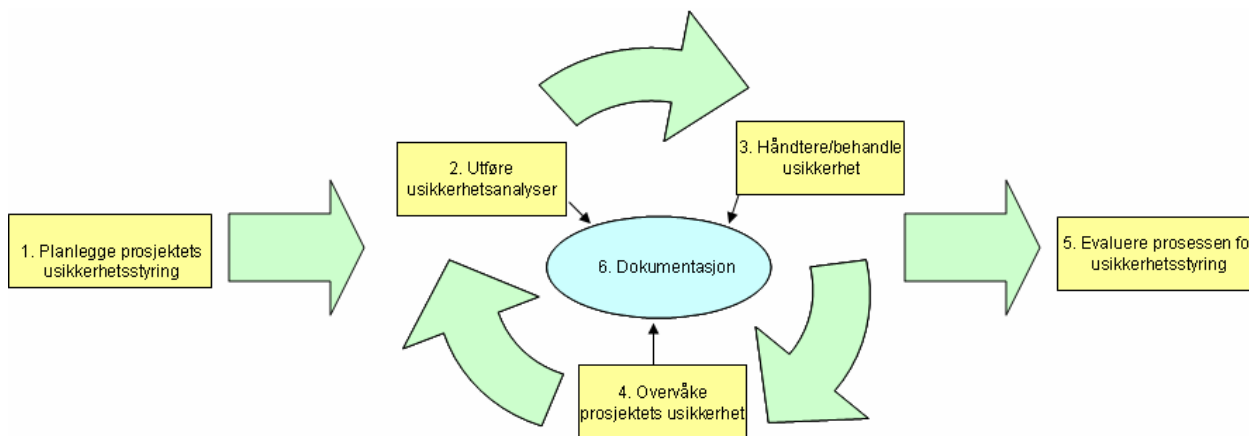 1. Planlegge prosjektets
usikkerhetsstyring
2. Utføre
usikkerhetsanalyser
3. Håndtere/behandle
usikkerhet
6. Dokumentasjon
4. Overvåke
prosjektets usikkerhet
5. Evaluere prosessen fo
usikkerhetsstyring